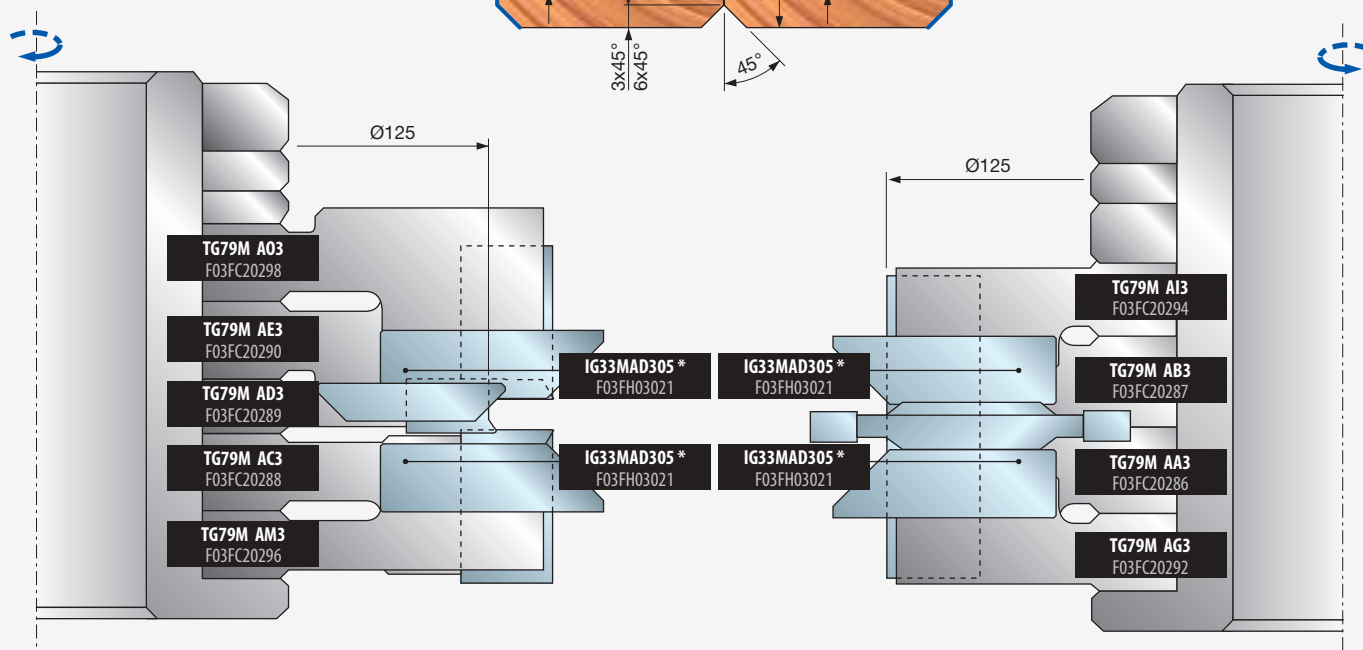 3x45°
6x45°
45°
Ø125
Ø125
TG79M AO3
F03FC20298
TG79M AE3
F03FC20290
TG79M AD3
F03FC20289
TG79M AC3
F03FC20288
TG79M AM3
F03FC20296
IG33MAD305 *
F03FH03021
IG33MAD305 *
F03FH03021
IG33MAD305 *
F03FH03021
IG33MAD305 *
F03FH03021
TG79M AI3
F03FC20294
TG79M AB3
F03FC20287
TG79M AA3
F03FC20286
TG79M AG3
F03FC20292